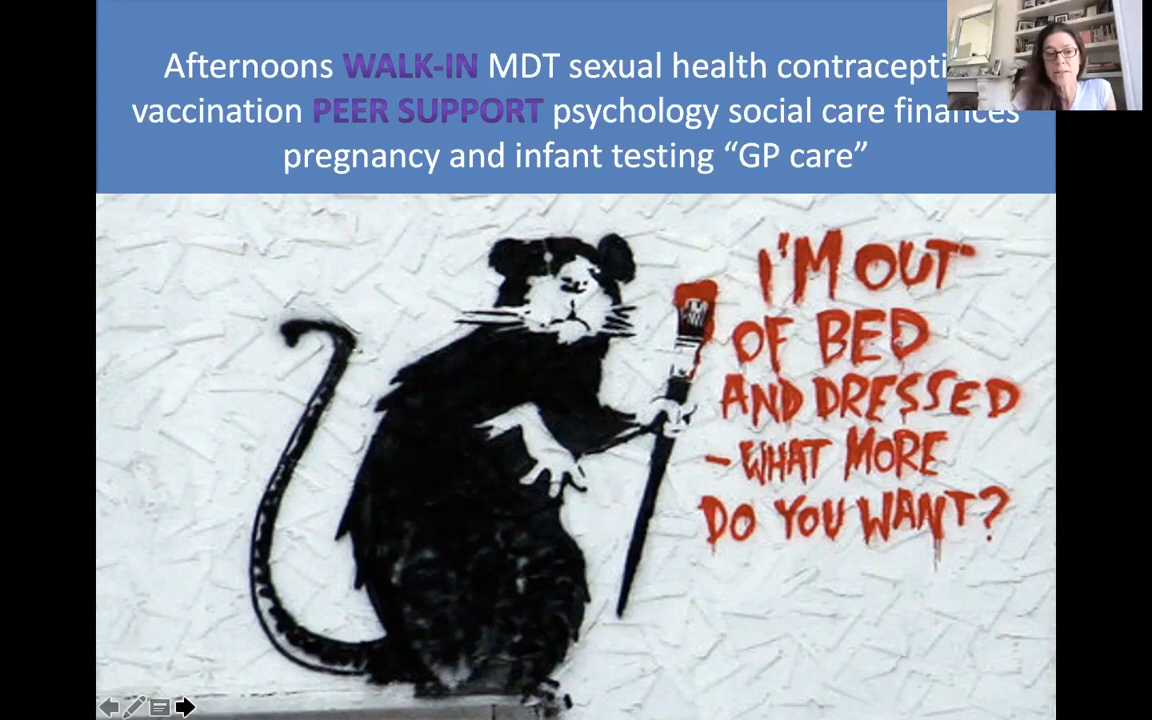 Afternoons WALK-IN MDT sexual health
vaccination PEER SUPPORT psychology social care finances
pregnancy and infant testing “GP care”
I'M OUT
OF BED
AND DRESSED
- WHAT MORE
DO YOU WANT?